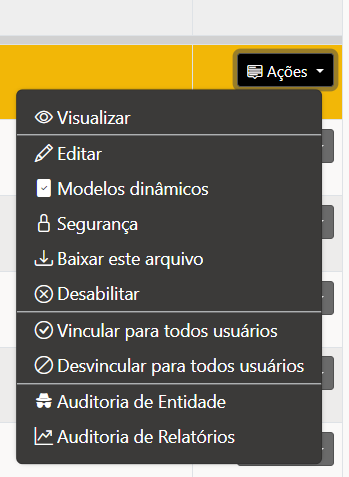 Ações
Visualizar
Editar
Modelos dinâmicos
Segurança
Baixar este arquivo
Desabilitar
Vincular para todos usuários
Desvincular para todos usuários
Auditoria de Entidade
Auditoria de Relatórios